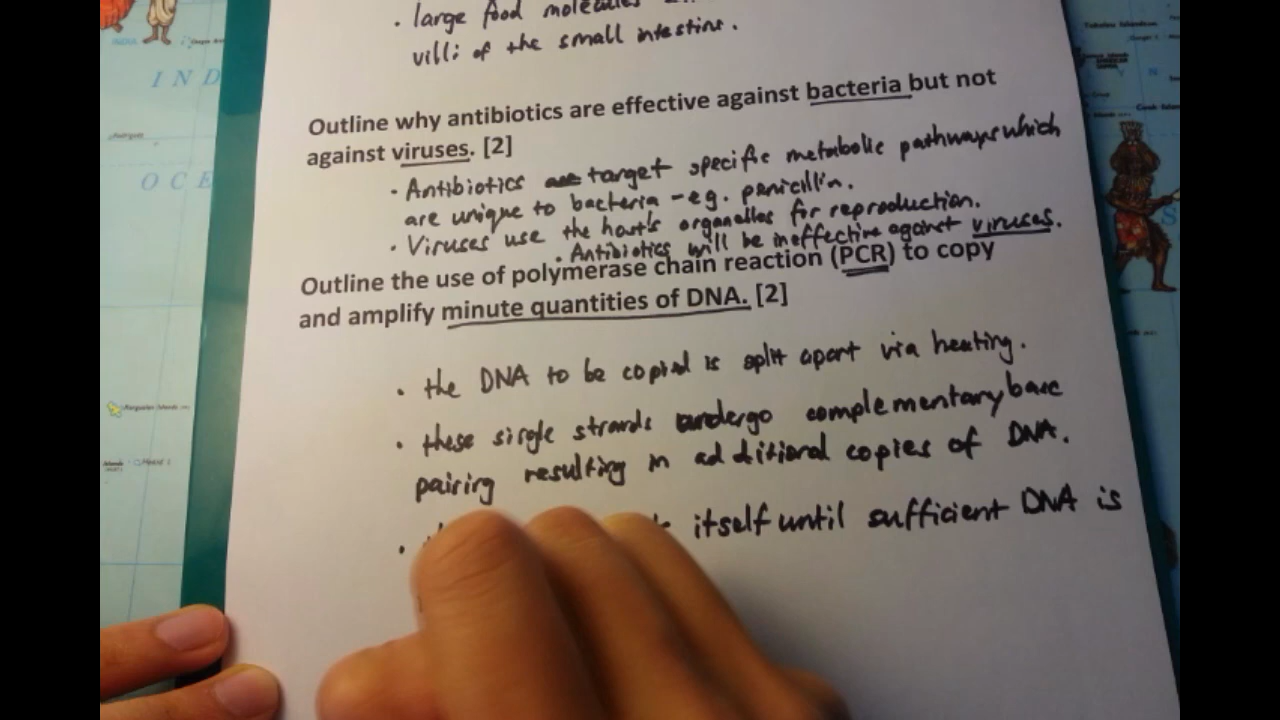 · large food molecules
villi of the small intestine.
Outline why antibiotics are effective against bacteria but not
against viruses. [2]
· Antibiotics target specific metabolic pathways which
are unique to bacteria - eg. penicillin.
· Viruses use the host's organelles for reproduction.
· Antibiotics will be ineffective against viruses.
Outline the use of polymerase chain reaction (PCR) to copy
and amplify minute quantities of DNA. [2]
· the DNA to be copied is split apart via heating.
· these single strands undergo complementary base
pairing resulting in additional copies of DNA.
· itself until sufficient DNA is
IND
OCE